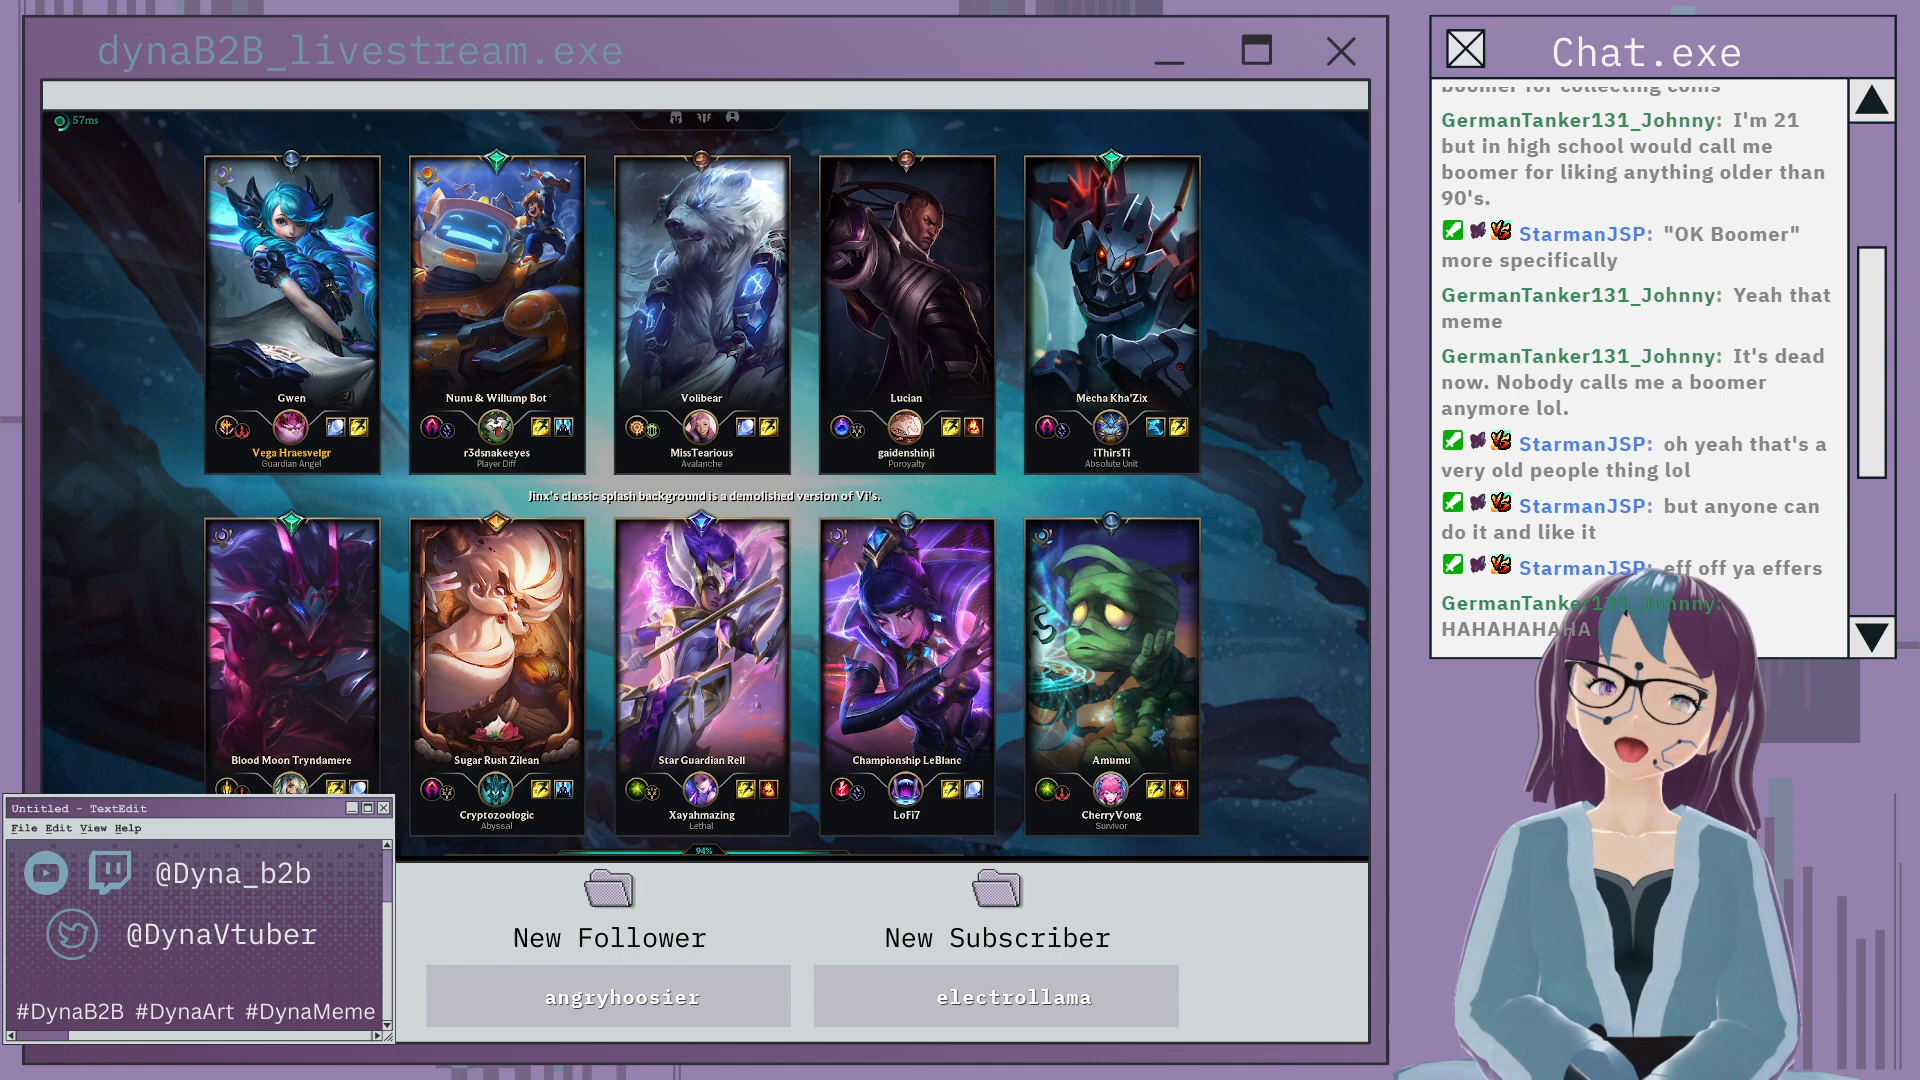 dynaB2B_livestream.exe
57ms
Gwen
Vega Hraesvelgr
Guardian Angel
Nunu & Willump Bot
r3dsnakeeyes
Player Diff
Volibear
MissTearious
Avalanche
Lucian
gaidenshinji
Poroyalty
Mecha Kha'Zix
iThirsTi
Absolute Unit
Jinx's classic splash background is a demolished version of Vi's.
Blood Moon Tryndamere
Sugar Rush Zilean
Cryptozoologic
Abyssal
Star Guardian Rell
Xayahmazing
Lethal
Championship LeBlanc
LoFi7
Amumu
CherryVong
Survivor
94%
Untitled - TextEdit
File Edit View Help
@Dyna_b2b
@DynaVtuber
#DynaB2B #DynaArt #DynaMeme
New Follower
angryhoosier
New Subscriber
electrollama
Chat.exe
boomer for collecting coins
GermanTanker131_Johnny: I'm 21
but in high school would call me
boomer for liking anything older than
90's.
StarmanJSP: "OK Boomer"
more specifically
GermanTanker131_Johnny: Yeah that
meme
GermanTanker131_Johnny: It's dead
now. Nobody calls me a boomer
anymore lol.
StarmanJSP: oh yeah that's a
very old people thing lol
StarmanJSP: but anyone can
do it and like it
StarmanJSP: eff off ya effers
GermanTanker131_Johnny:
HAHAHAHAHA